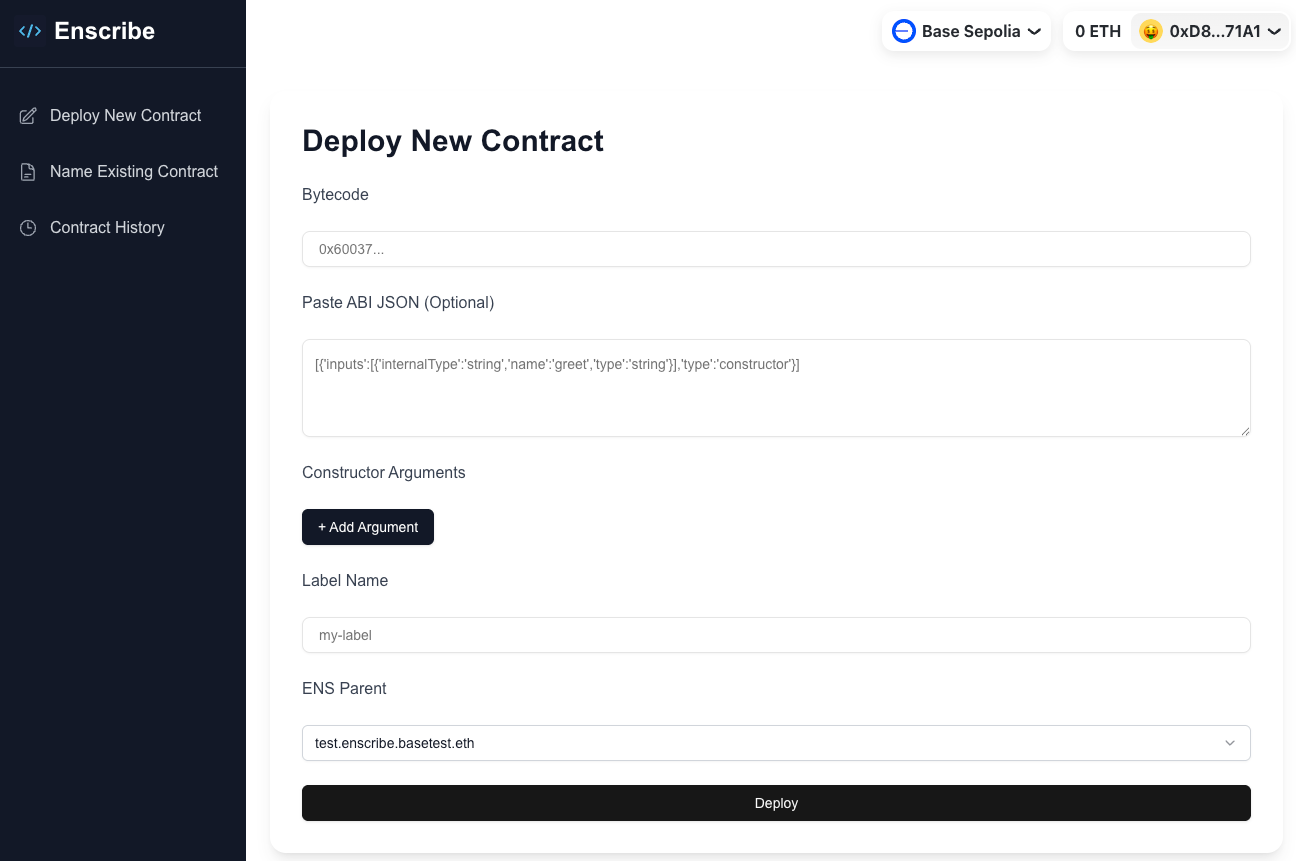 Enscribe
Base Sepolia
0 ETH
0xD8...71A1
Deploy New Contract
Name Existing Contract
Contract History
Deploy New Contract
Bytecode
0x60037...
Paste ABI JSON (Optional)
[{'inputs':[{'internalType':'string','name':'greet','type':'string'}],'type':'constructor'}]
Constructor Arguments
+ Add Argument
Label Name
my-label
ENS Parent
test.enscribe.basetest.eth
Deploy